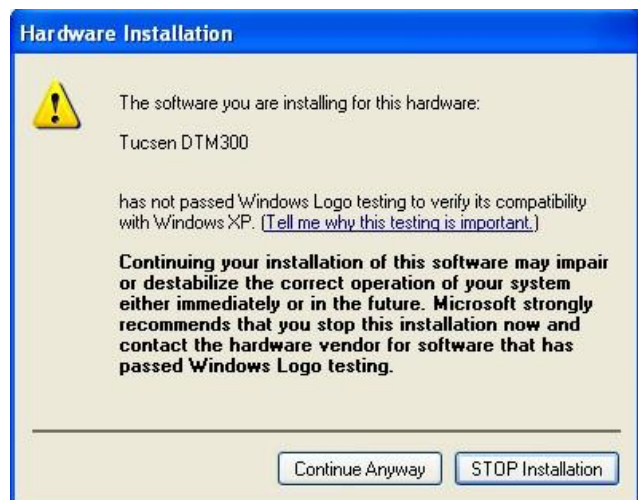 Hardware Installation
The software you are installing for this hardware:
Tucsen DTM300
has not passed Windows Logo testing to verify its compatibility
with Windows XP. (Tell me why this testing is important.)
Continuing your installation of this software may impair
or destabilize the correct operation of your system
either immediately or in the future. Microsoft strongly
recommends that you stop this installation now and
contact the hardware vendor for software that has
passed Windows Logo testing.
Continue Anyway
STOP Installation